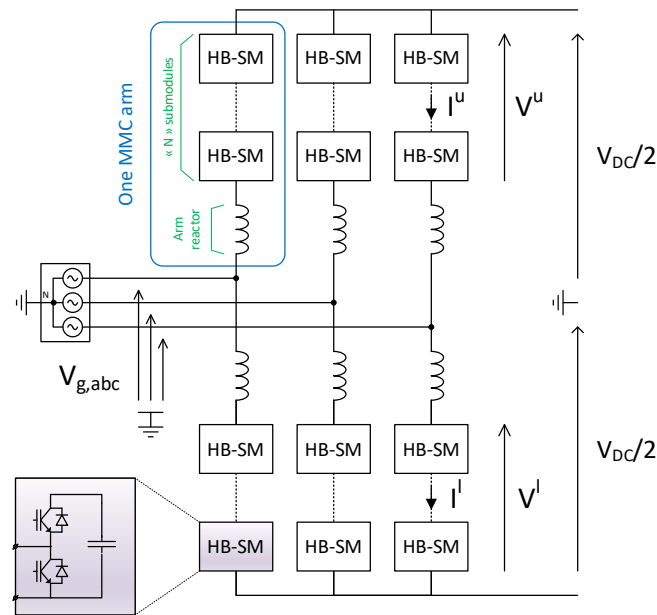 HB-SM HB-SM HB-SM
One MMC arm
« N » submodules
I^u
V^u
V_DC/2
HB-SM HB-SM HB-SM
Arm
reactor
N
V_g,abc
HB-SM HB-SM HB-SM
V_DC/2
I^l
V^l
HB-SM HB-SM HB-SM